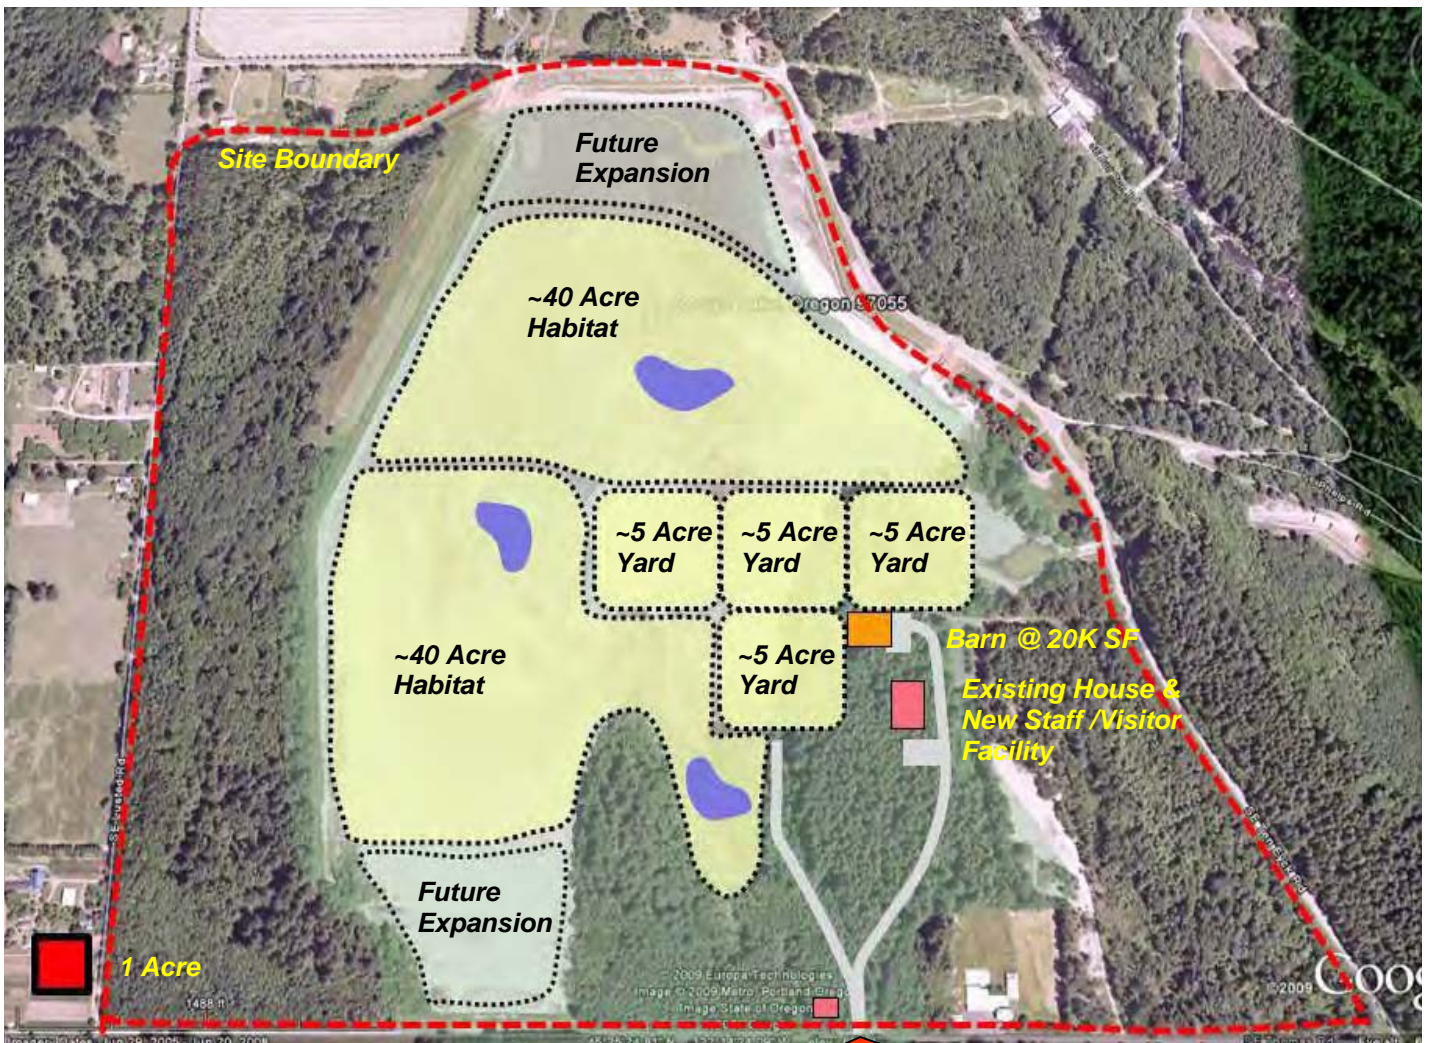 Future
Expansion
Site Boundary
~40 Acre
Habitat
Oregon 97055
~5 Acre
Yard
~5 Acre
Yard
~5 Acre
Yard
~5 Acre
Yard
Barn @ 20K SF
~40 Acre
Habitat
Existing House &
New Staff /Visitor
Facility
Future
Expansion
1 Acre
1488 ft
© 2009 Europa Technologies
Image © 2009 Metro, Portland Oregon
Image State of Oregon
©2009
Goog